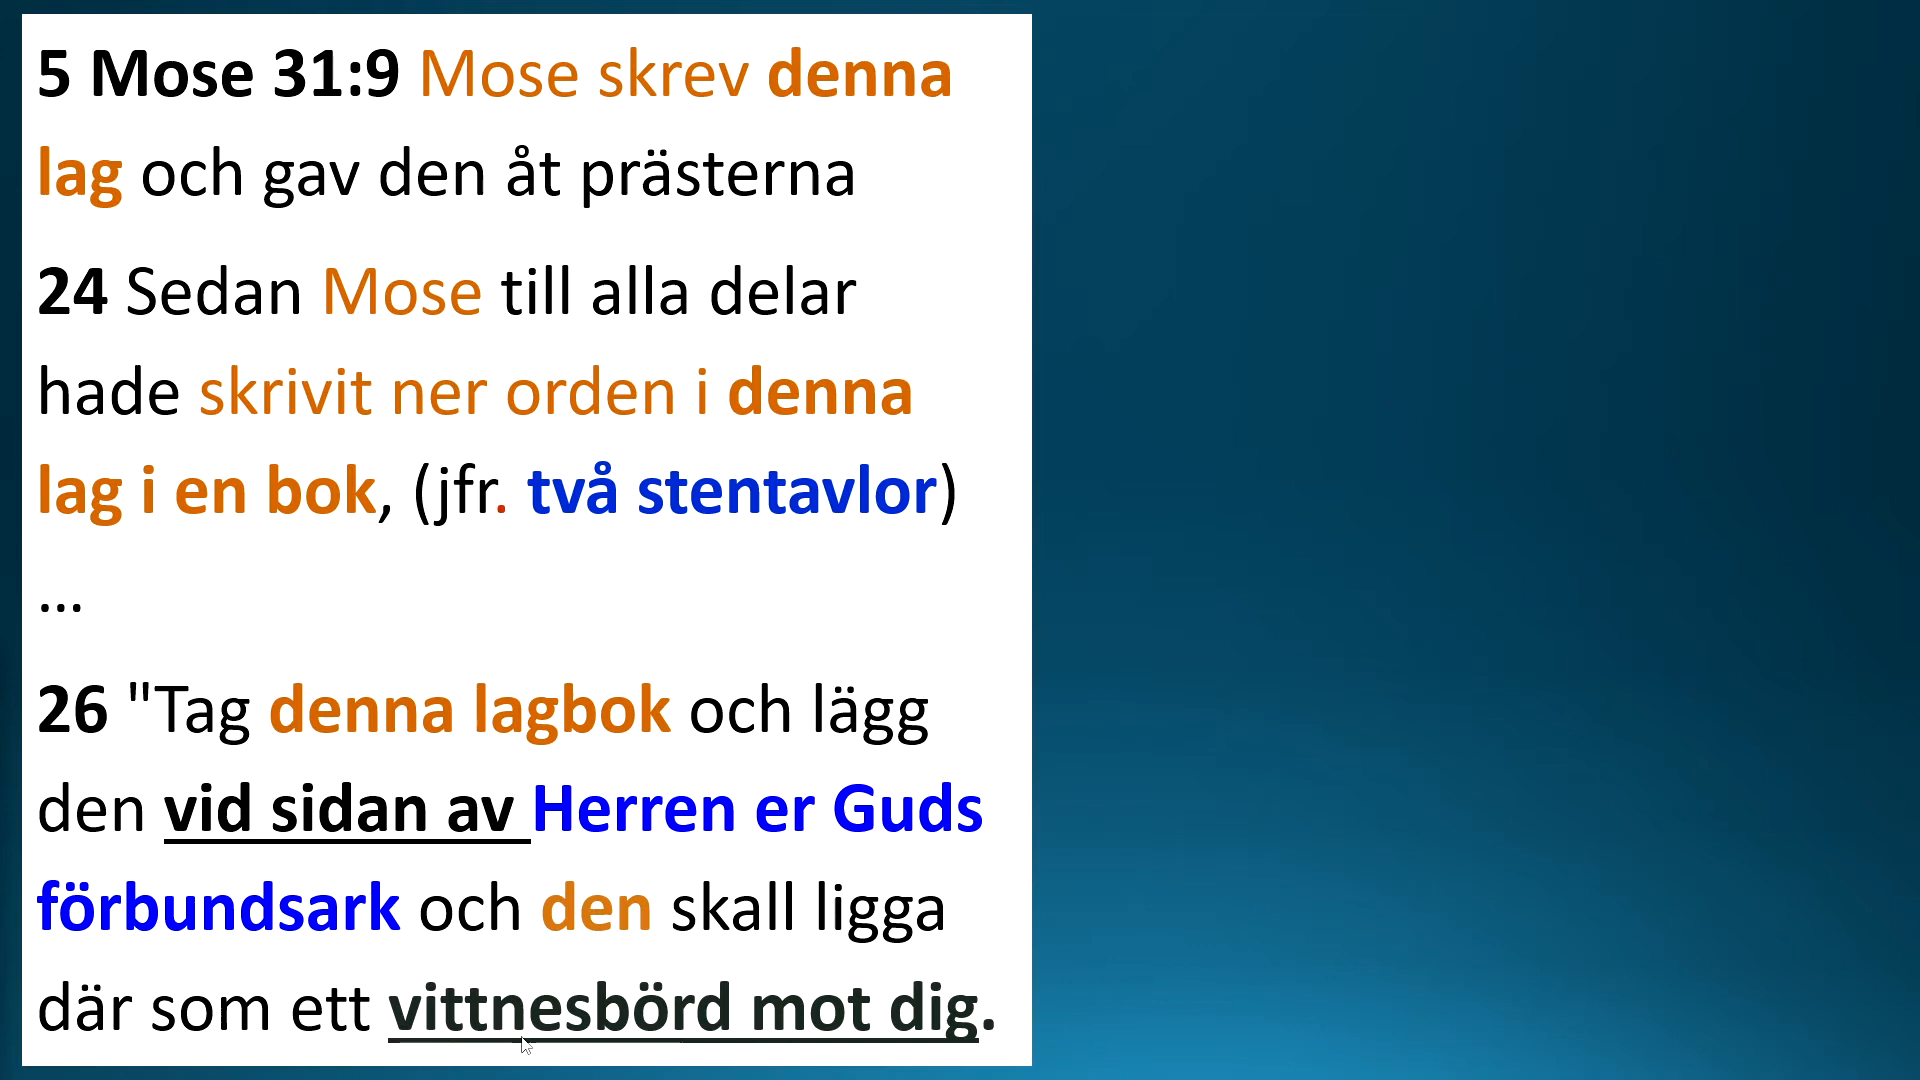 5 Mose 31:9 Mose skrev denna
lag och gav den åt prästerna
24 Sedan Mose till alla delar
hade skrivit ner orden i denna
lag i en bok, (jfr. två stentavlor)
...
26 "Tag denna lagbok och lägg
den vid sidan av Herren er Guds
förbundsark och den skall ligga
där som ett vittnesbörd mot dig.